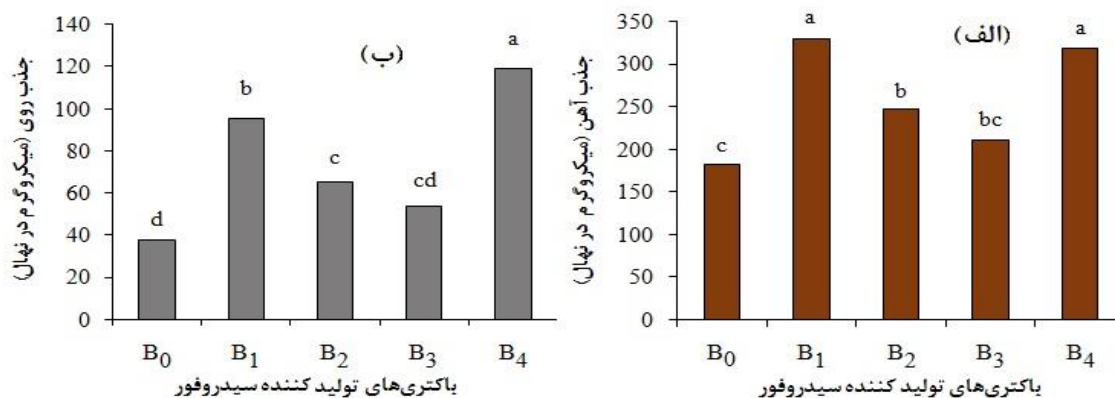 (الف)
جذب آهن (میکروگرم در نهال)
350
300
250
200
150
100
50
0
c
a
b
bc
a
B0 B1 B2 B3 B4
باکتری‌های تولید کننده سیدروفور
(ب)
جذب روی (میکروگرم در نهال)
140
120
100
80
60
40
20
0
d
b
c
cd
a
B0 B1 B2 B3 B4
باکتری‌های تولید کننده سیدروفور